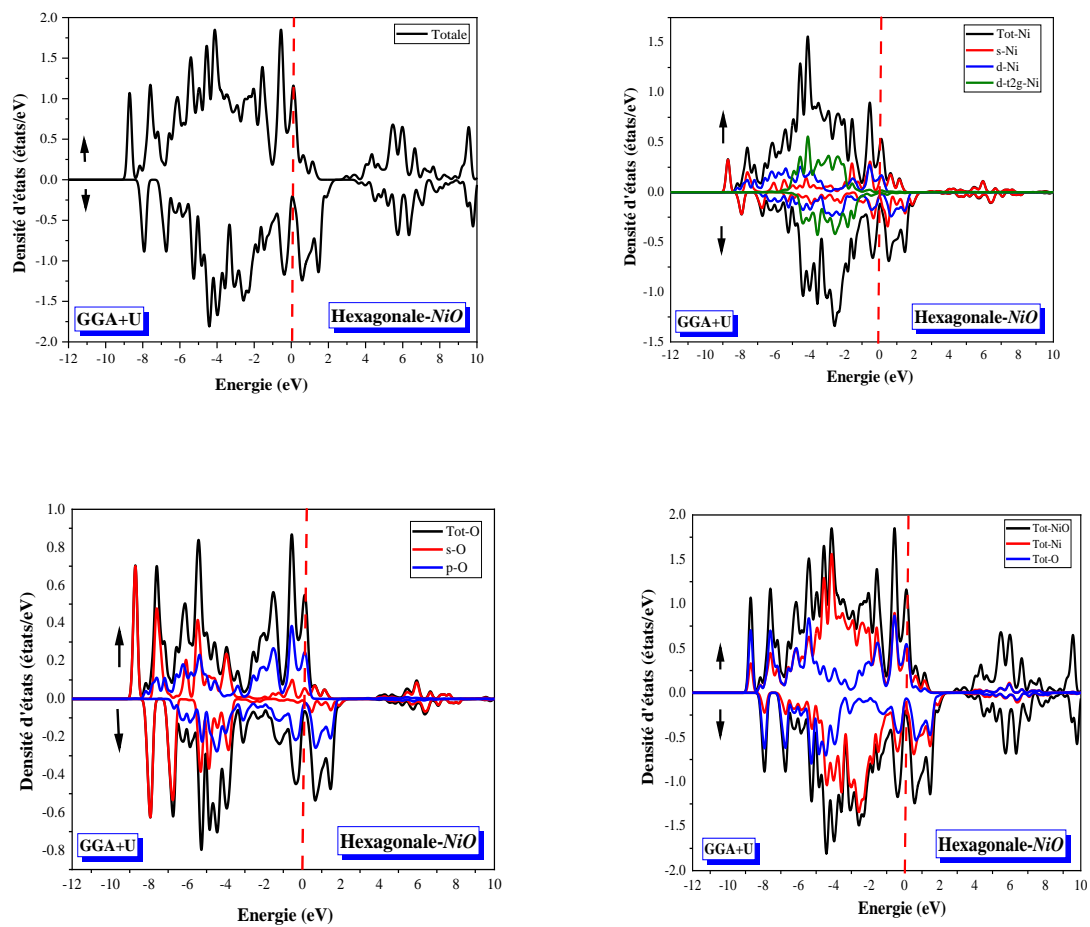 2.0
1.5
1.0
0.5
0.0
-0.5
-1.0
-1.5
2.0
Densité d'états (états/eV)
Totale
GGA+U
Hexagonale-NiO
-12 -10 -8 -6 -4 -2 0 2 4 6 8 10
Energie (eV)
1.5
1.0
0.5
0.0
-0.5
-1.0
-1.5
Densité d'états (états/eV)
Tot-Ni
s-Ni
d-Ni
d-t2g-Ni
GGA+U
Hexagonale-NiO
-12 -10 -8 -6 -4 -2 0 2 4 6 8 10
Energie (eV)
1.0
0.8
0.6
0.4
0.2
0.0
-0.2
-0.4
-0.6
-0.8
Densité d'états (états/eV)
Tot-O
s-O
p-O
GGA+U
Hexagonale-NiO
-12 -10 -8 -6 -4 -2 0 2 4 6 8 10
Energie (eV)
2.0
1.5
1.0
0.5
0.0
-0.5
-1.0
-1.5
2.0
Densité d'états (états/eV)
Tot-NiO
Tot-Ni
Tot-O
GGA+U
Hexagonale-NiO
-12 -10 -8 -6 -4 -2 0 2 4 6 8 10
Energie (eV)